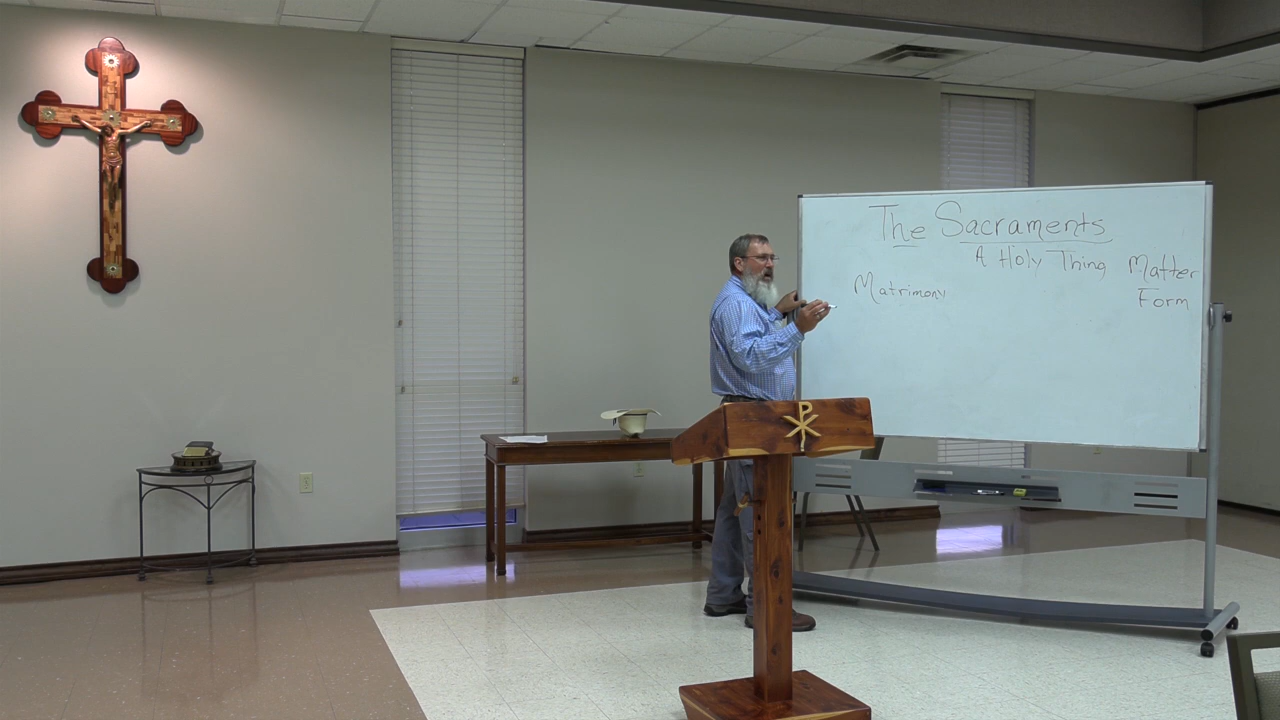 The Sacraments
A Holy Thing
Matter
Matrimony
Form